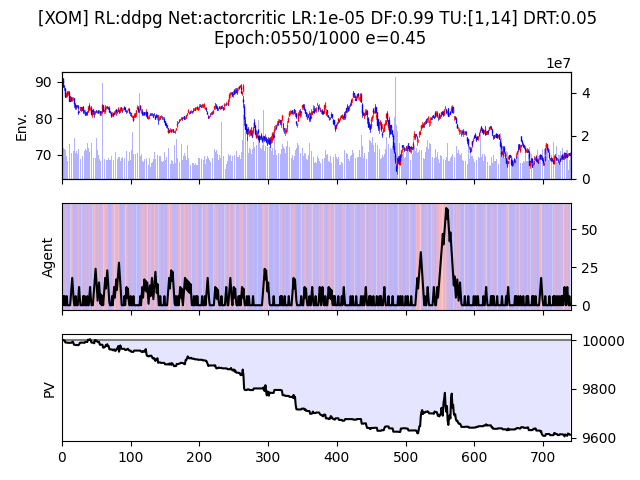 [XOM] RL:ddpg Net:actorcritic LR:1e-05 DF:0.99 TU:[1,14] DRT:0.05
Epoch:0550/1000 e=0.45
1e7
90
80
70
Env.
4
2
0
Agent
50
25
0
PV
10000
9800
9600
0 100 200 300 400 500 600 700